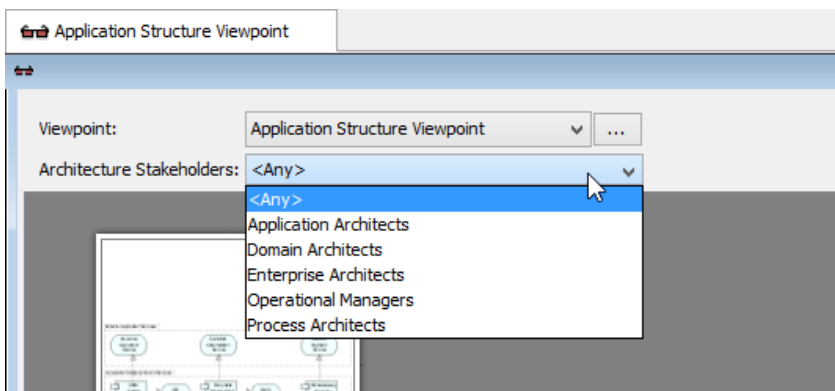 Application Structure Viewpoint
Viewpoint: Application Structure Viewpoint ...
Architecture Stakeholders: <Any>
<Any>
Application Architects
Domain Architects
Enterprise Architects
Operational Managers
Process Architects